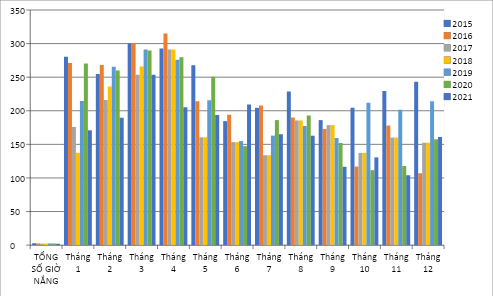 350
300
250
200
150
100
50
0
2015
2016
2017
2018
2019
2020
2021
TỔNG SỐ GIỜ NẮNG
Tháng 1
Tháng 2
Tháng 3
Tháng 4
Tháng 5
Tháng 6
Tháng 7
Tháng 8
Tháng 9
Tháng 10
Tháng 11
Tháng 12